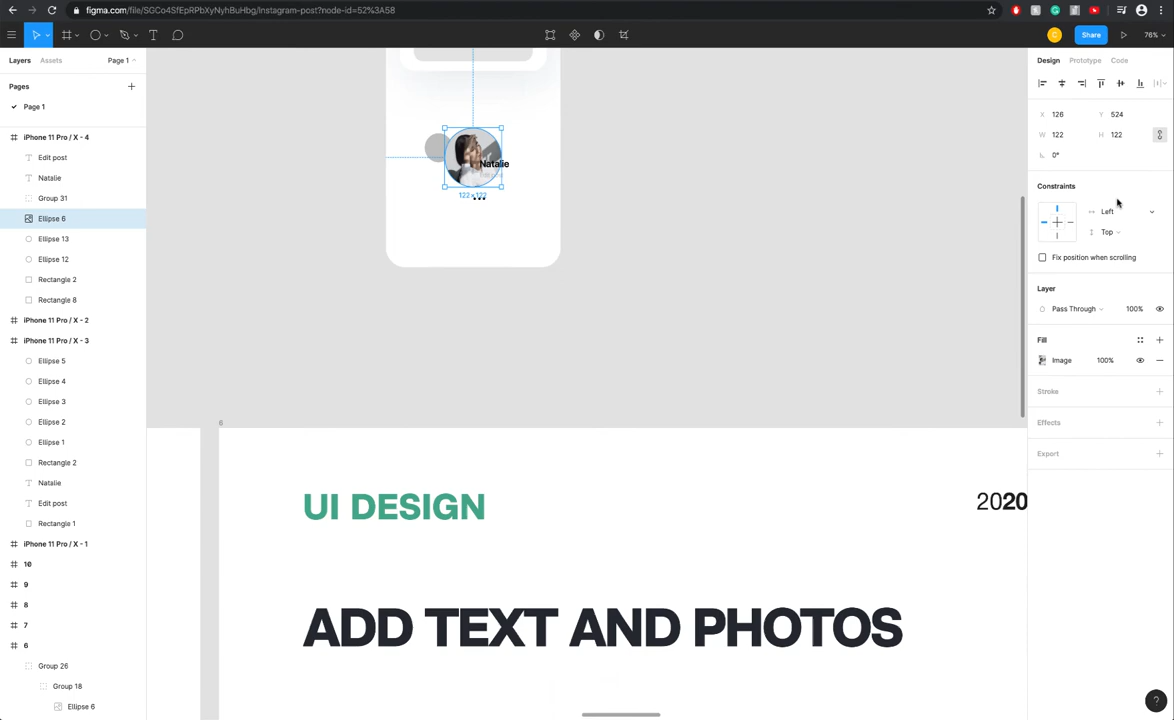 figma.com/file/SGCo4SfEpRPbXyNyhBuHbg/Instagram-post?node-id=52%3A58
C
Share
76%
Layers
Assets
Page 1
Pages
Page 1
iPhone 11 Pro / X - 4
Edit post
Natalie
Group 31
Ellipse 6
Ellipse 13
Ellipse 12
Rectangle 2
Rectangle 8
iPhone 11 Pro / X - 2
iPhone 11 Pro / X - 3
Ellipse 5
Ellipse 4
Ellipse 3
Ellipse 2
Ellipse 1
Rectangle 2
Natalie
Edit post
Rectangle 1
iPhone 11 Pro / X - 1
10
9
8
7
6
Group 26
Group 18
Ellipse 6
Natalie
122 × 122
6
UI DESIGN
2020
ADD TEXT AND PHOTOS
Design
Prototype
Code
X 126
Y 524
W 122
H 122
0°
Constraints
Left
Top
Fix position when scrolling
Layer
Pass Through
100%
Fill
Image
100%
Stroke
Effects
Export
?